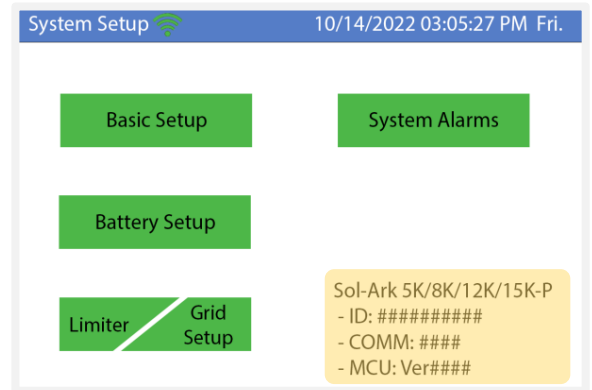 System Setup
10/14/2022 03:05:27 PM Fri.
Basic Setup
System Alarms
Battery Setup
Limiter
Grid
Setup
Sol-Ark 5K/8K/12K/15K-P
- ID: ##########
- COMM: ####
- MCU: Ver####